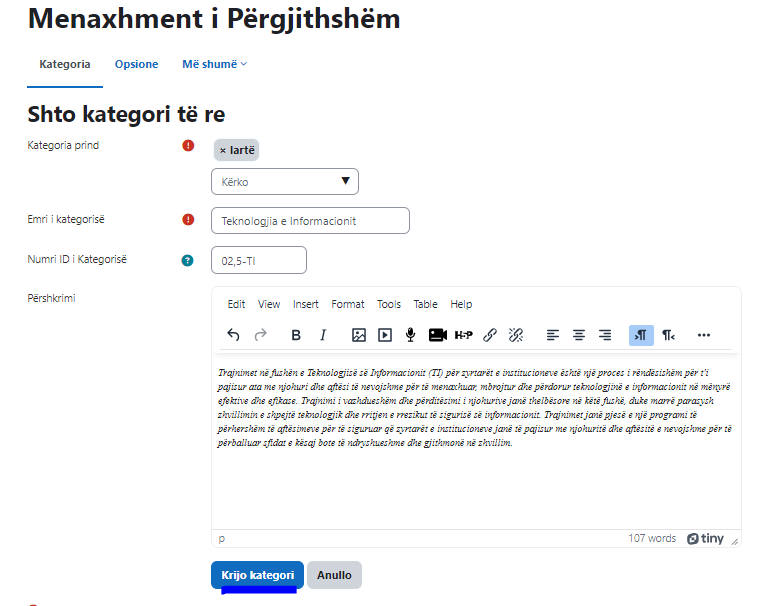 Menaxhment i Përgjithshëm
Kategoria Opsione Më shumë
Shto kategori të re
Kategoria prind ! × lartë
Kërko ▼
Emri i kategorisë ! Teknologjia e Informacionit
Numri ID i Kategorisë ? 02,5-TI
Përshkrimi
Edit View Insert Format Tools Table Help
B I H-P
Trajnimet në fushën e Teknologjisë së Informacionit (TI) për zyrtarët e institucioneve është një proces i rëndësishëm për t'i
pajisur ata me njohuri dhe aftësi të nevojshme për të menaxhuar, mbrojtur dhe përdorur teknologjinë e informacionit në mënyrë
efektive dhe efikase. Trajnimi i vazhdueshëm dhe përditësimi i njohurive janë thelbësore në këtë fushë, duke marrë parasysh
zhvillimin e shpejtë teknologjik dhe rritjen e rrezikut të sigurisë së informacionit. Trajnimet janë pjesë e një programi të
përhershëm të aftësimeve për të siguruar që zyrtarët e institucioneve janë të pajisur me njohuritë dhe aftësitë e nevojshme për të
përballuar sfidat e kësaj bote të ndryshueshme dhe gjithmonë në zhvillim.
p 107 words tiny
Krijo kategori Anullo